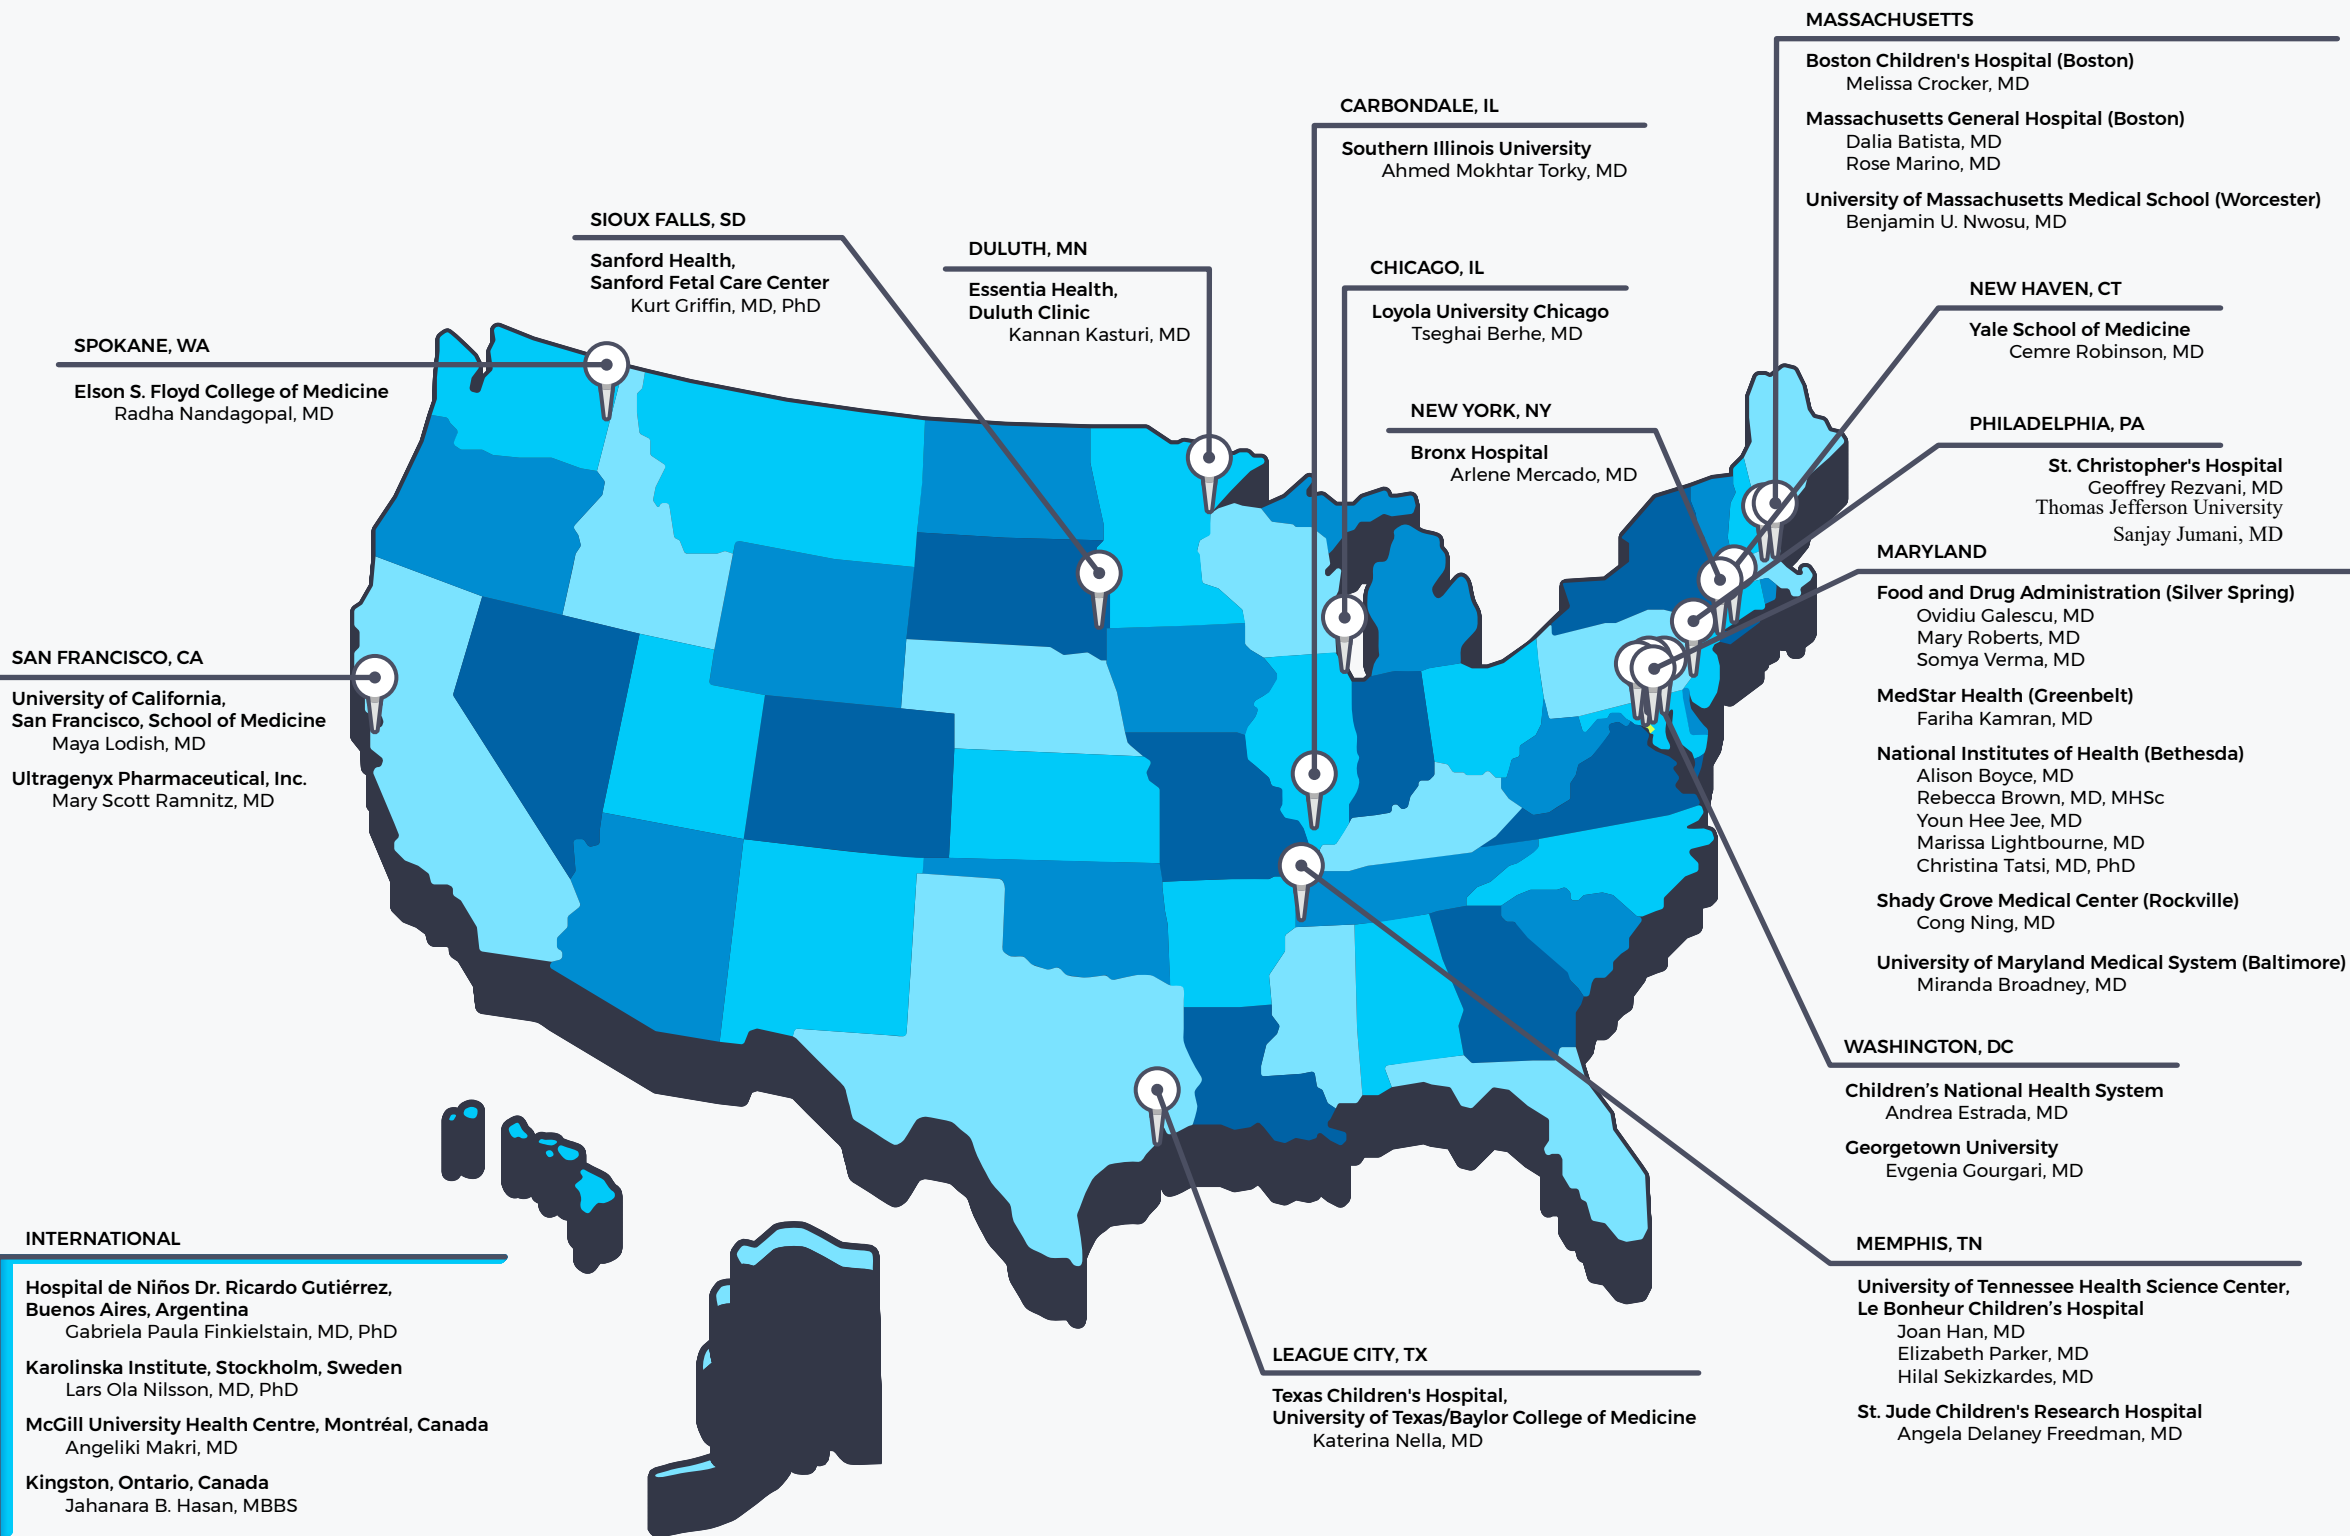 MASSACHUSETTS
Boston Children's Hospital (Boston)
Melissa Crocker, MD
Massachusetts General Hospital (Boston)
Dalia Batista, MD
Rose Marino, MD
University of Massachusetts Medical School (Worcester)
Benjamin U. Nwosu, MD
CARBONDALE, IL
Southern Illinois University
Ahmed Mokhtar Torky, MD
SIOUX FALLS, SD
Sanford Health,
Sanford Fetal Care Center
Kurt Griffin, MD, PhD
DULUTH, MN
Essentia Health,
Duluth Clinic
Kannan Kasturi, MD
CHICAGO, IL
Loyola University Chicago
Tseghai Berhe, MD
NEW HAVEN, CT
Yale School of Medicine
Cemre Robinson, MD
SPOKANE, WA
Elson S. Floyd College of Medicine
Radha Nandagopal, MD
NEW YORK, NY
Bronx Hospital
Arlene Mercado, MD
PHILADELPHIA, PA
St. Christopher's Hospital
Geoffrey Rezvani, MD
Thomas Jefferson University
Sanjay Jumani, MD
MARYLAND
Food and Drug Administration (Silver Spring)
Ovidiu Galescu, MD
Mary Roberts, MD
Somya Verma, MD
MedStar Health (Greenbelt)
Fariha Kamran, MD
National Institutes of Health (Bethesda)
Alison Boyce, MD
Rebecca Brown, MD, MHSc
Youn Hee Jee, MD
Marissa Lightbourne, MD
Christina Tatsi, MD, PhD
Shady Grove Medical Center (Rockville)
Cong Ning, MD
University of Maryland Medical System (Baltimore)
Miranda Broadney, MD
SAN FRANCISCO, CA
University of California,
San Francisco, School of Medicine
Maya Lodish, MD
Ultragenyx Pharmaceutical, Inc.
Mary Scott Ramnitz, MD
WASHINGTON, DC
Children’s National Health System
Andrea Estrada, MD
Georgetown University
Evgenia Gourgari, MD
MEMPHIS, TN
University of Tennessee Health Science Center,
Le Bonheur Children’s Hospital
Joan Han, MD
Elizabeth Parker, MD
Hilal Sekizkardes, MD
St. Jude Children's Research Hospital
Angela Delaney Freedman, MD
INTERNATIONAL
Hospital de Niños Dr. Ricardo Gutiérrez,
Buenos Aires, Argentina
Gabriela Paula Finkielstain, MD, PhD
Karolinska Institute, Stockholm, Sweden
Lars Ola Nilsson, MD, PhD
McGill University Health Centre, Montréal, Canada
Angeliki Makri, MD
Kingston, Ontario, Canada
Jahanara B. Hasan, MBBS
LEAGUE CITY, TX
Texas Children's Hospital,
University of Texas/Baylor College of Medicine
Katerina Nella, MD